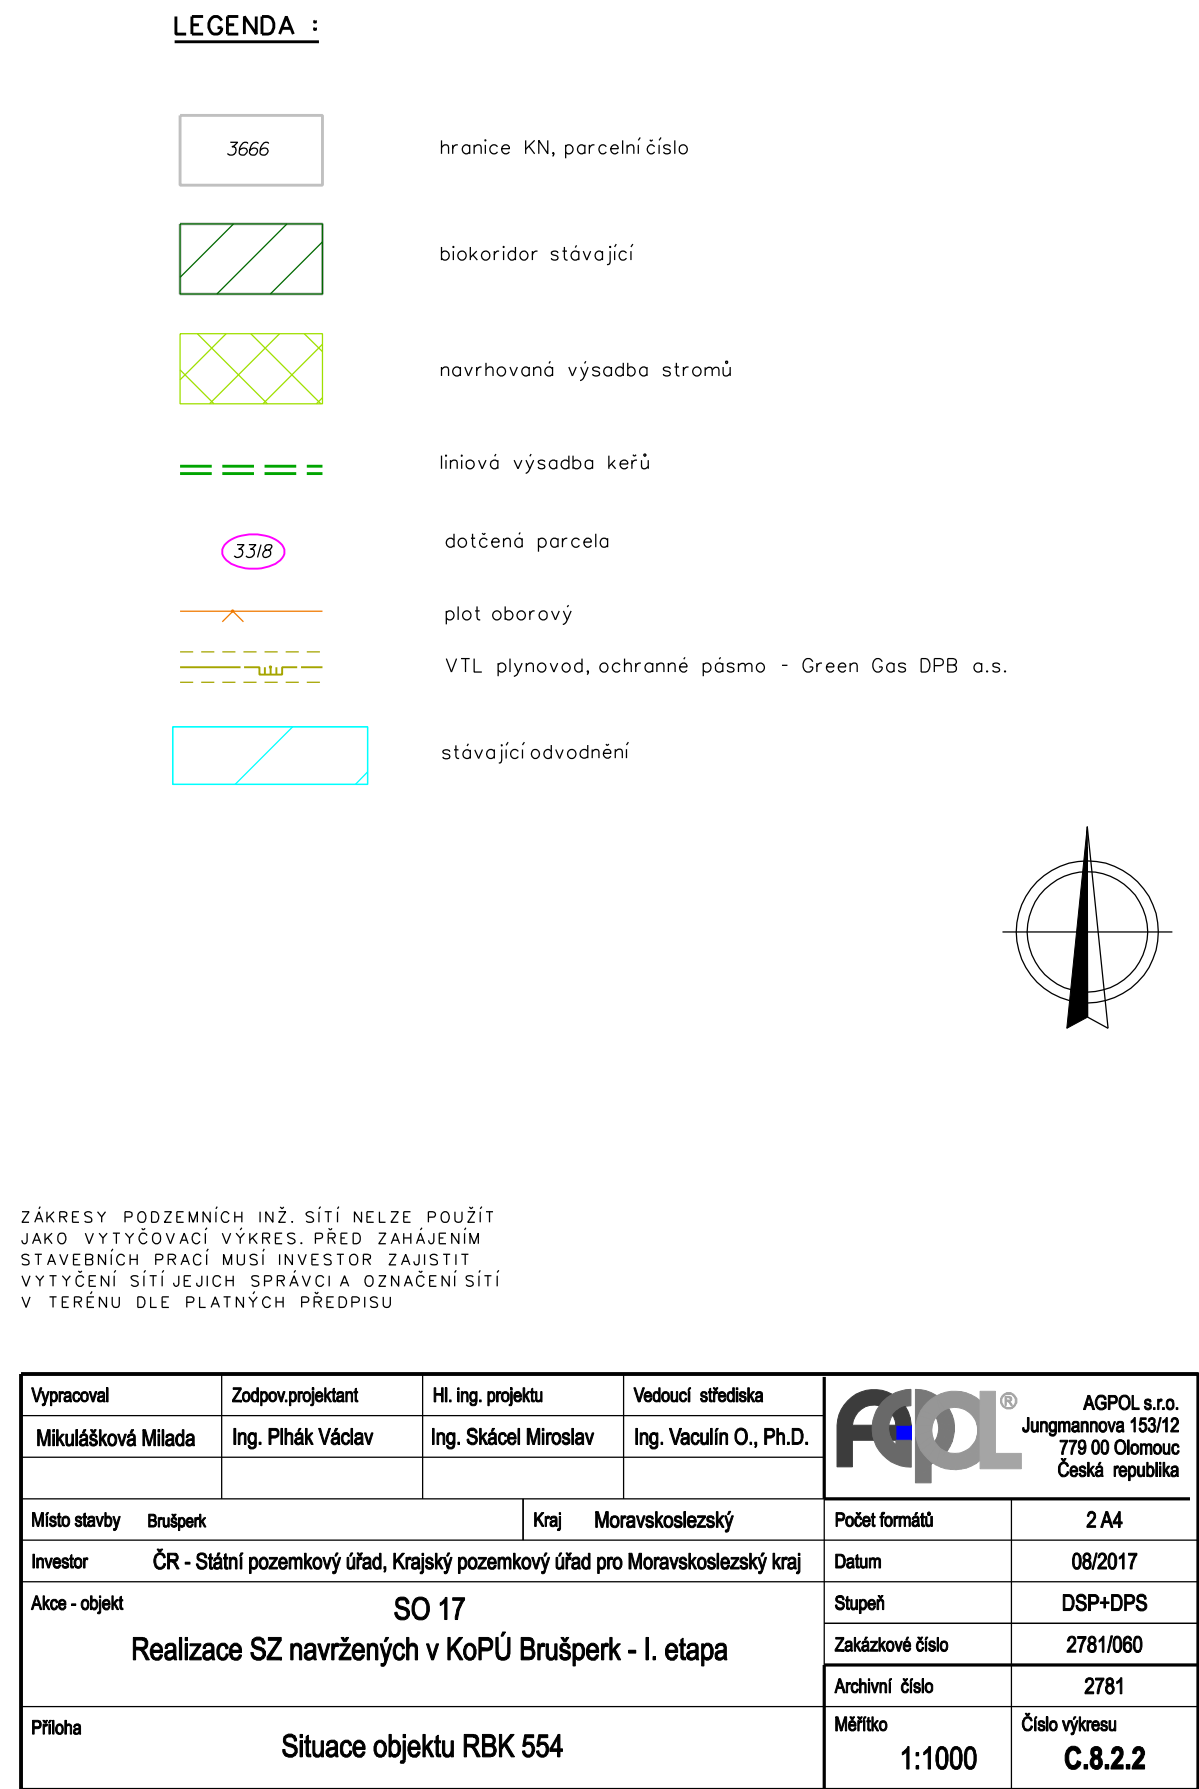 LEGENDA :
3666 hranice KN, parcelní číslo
biokoridor stávající
navrhovaná výsadba stromů
liniová výsadba keřů
3318 dotčená parcela
plot oborový
VTL plynovod, ochranné pásmo - Green Gas DPB a.s.
stávající odvodnění
ZÁKRESY PODZEMNÍCH INŽ. SÍTÍ NELZE POUŽÍT
JAKO VYTYČOVACÍ VÝKRES. PŘED ZAHÁJENÍM
STAVEBNÍCH PRACÍ MUSÍ INVESTOR ZAJISTIT
VYTYČENÍ SÍTÍ JEJICH SPRÁVCI A OZNAČENÍ SÍTÍ
V TERÉNU DLE PLATNÝCH PŘEDPISU
Vypracoval Zodpov.projektant Hl. ing. projektu Vedoucí střediska
Mikulášková Milada Ing. Plhák Václav Ing. Skácel Miroslav Ing. Vaculín O., Ph.D.
AGPOL ®
AGPOL s.r.o.
Jungmannova 153/12
779 00 Olomouc
Česká republika
Místo stavby Brušperk Kraj Moravskoslezský Počet formátů 2 A4
Investor ČR - Státní pozemkový úřad, Krajský pozemkový úřad pro Moravskoslezský kraj Datum 08/2017
Akce - objekt SO 17 Stupeň DSP+DPS
Realizace SZ navržených v KoPÚ Brušperk - I. etapa Zakázkové číslo 2781/060
Archivní číslo 2781
Příloha Situace objektu RBK 554
Měřítko 1:1000
Číslo výkresu C.8.2.2